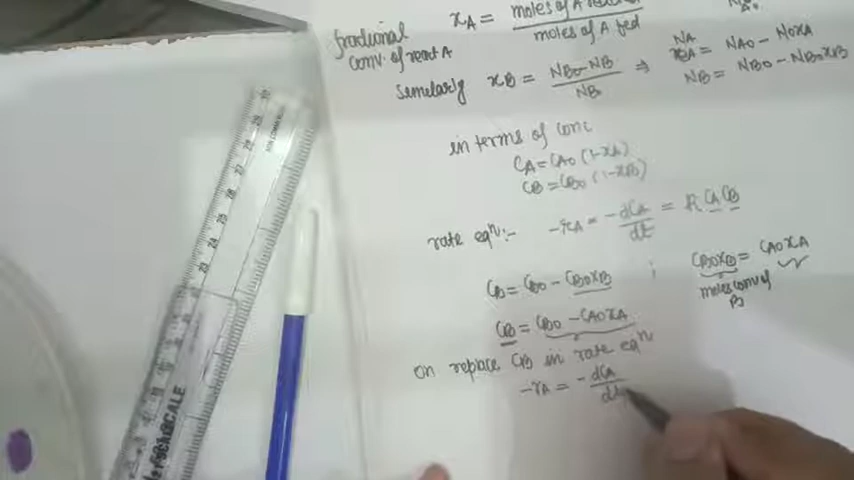 fractional conv. of react A
xA = moles of A reacted / moles of A fed
NA = NA0 - N0xA
Similarly xB = NB0 - NB / NB0 ⇒ NB = NB0 - NB0xB
in terms of conc
CA = CA0 (1-xA)
CB = CB0 (1-xB)
rate eqn:- -rA = -dCA/dt = k CA CB
CB = CB0 - CB0xB ; CB0xB = CA0xA
moles conv of B
CB = CB0 - CA0xA
on replace CB in rate eqn
-rA = - dCA/dt
SCALE